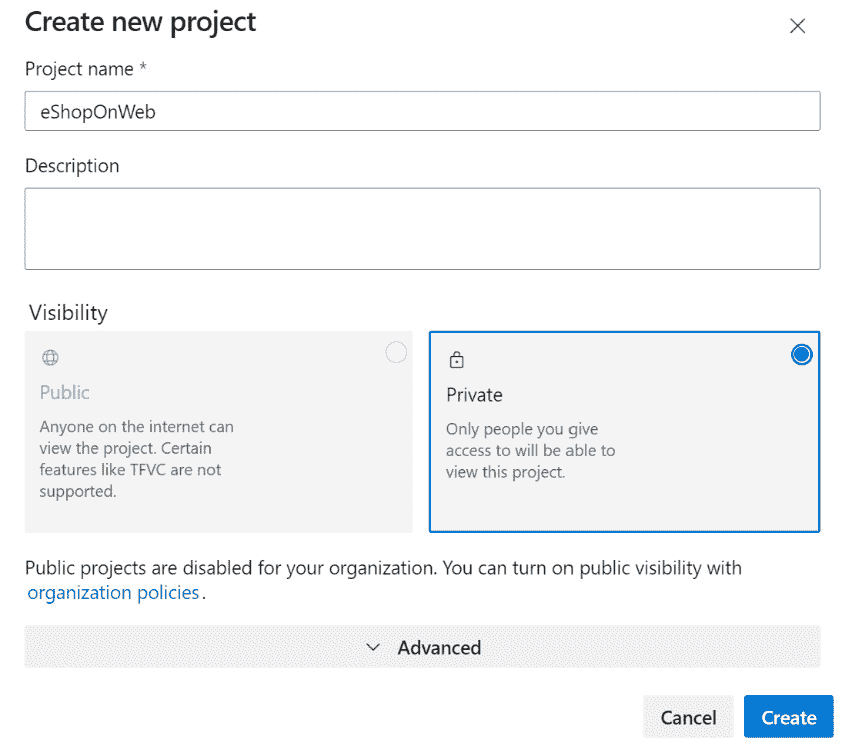 Create new project
Project name *
eShopOnWeb
Description
Visibility
Public
Anyone on the internet can
view the project. Certain
features like TFVC are not
supported.
Private
Only people you give
access to will be able to
view this project.
Public projects are disabled for your organization. You can turn on public visibility with
organization policies.
Advanced
Cancel
Create